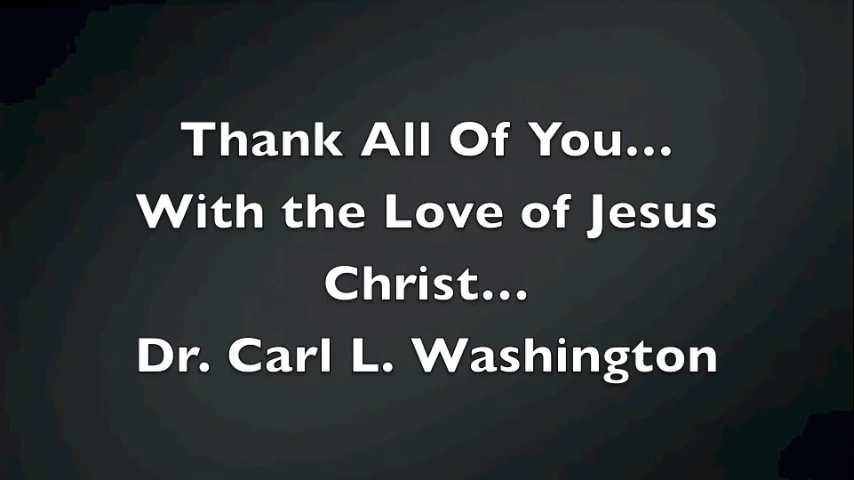 Thank All Of You...
With the Love of Jesus
Christ...
Dr. Carl L. Washington